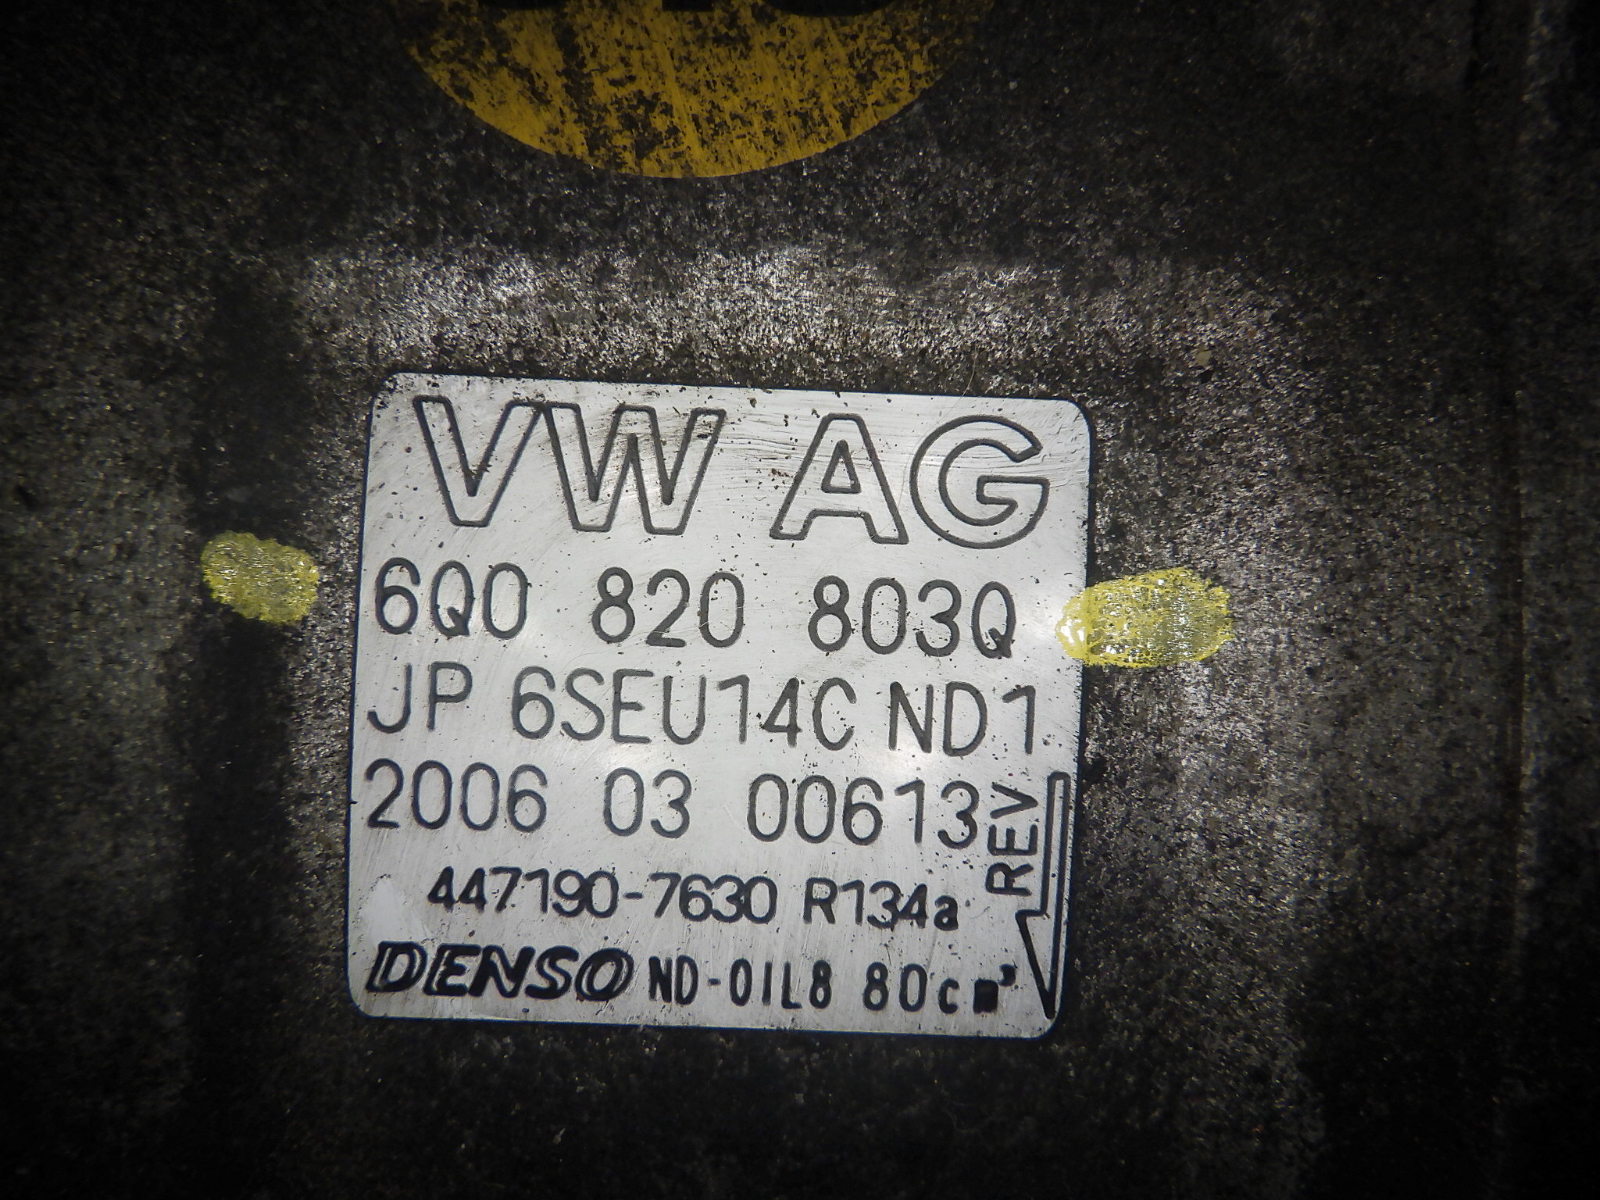 VW AG
6Q0 820 803Q
JP 6SEU14C ND1
2006 03 00613
REV
447190-7630 R134a
DENSO ND-OIL8 80cm³